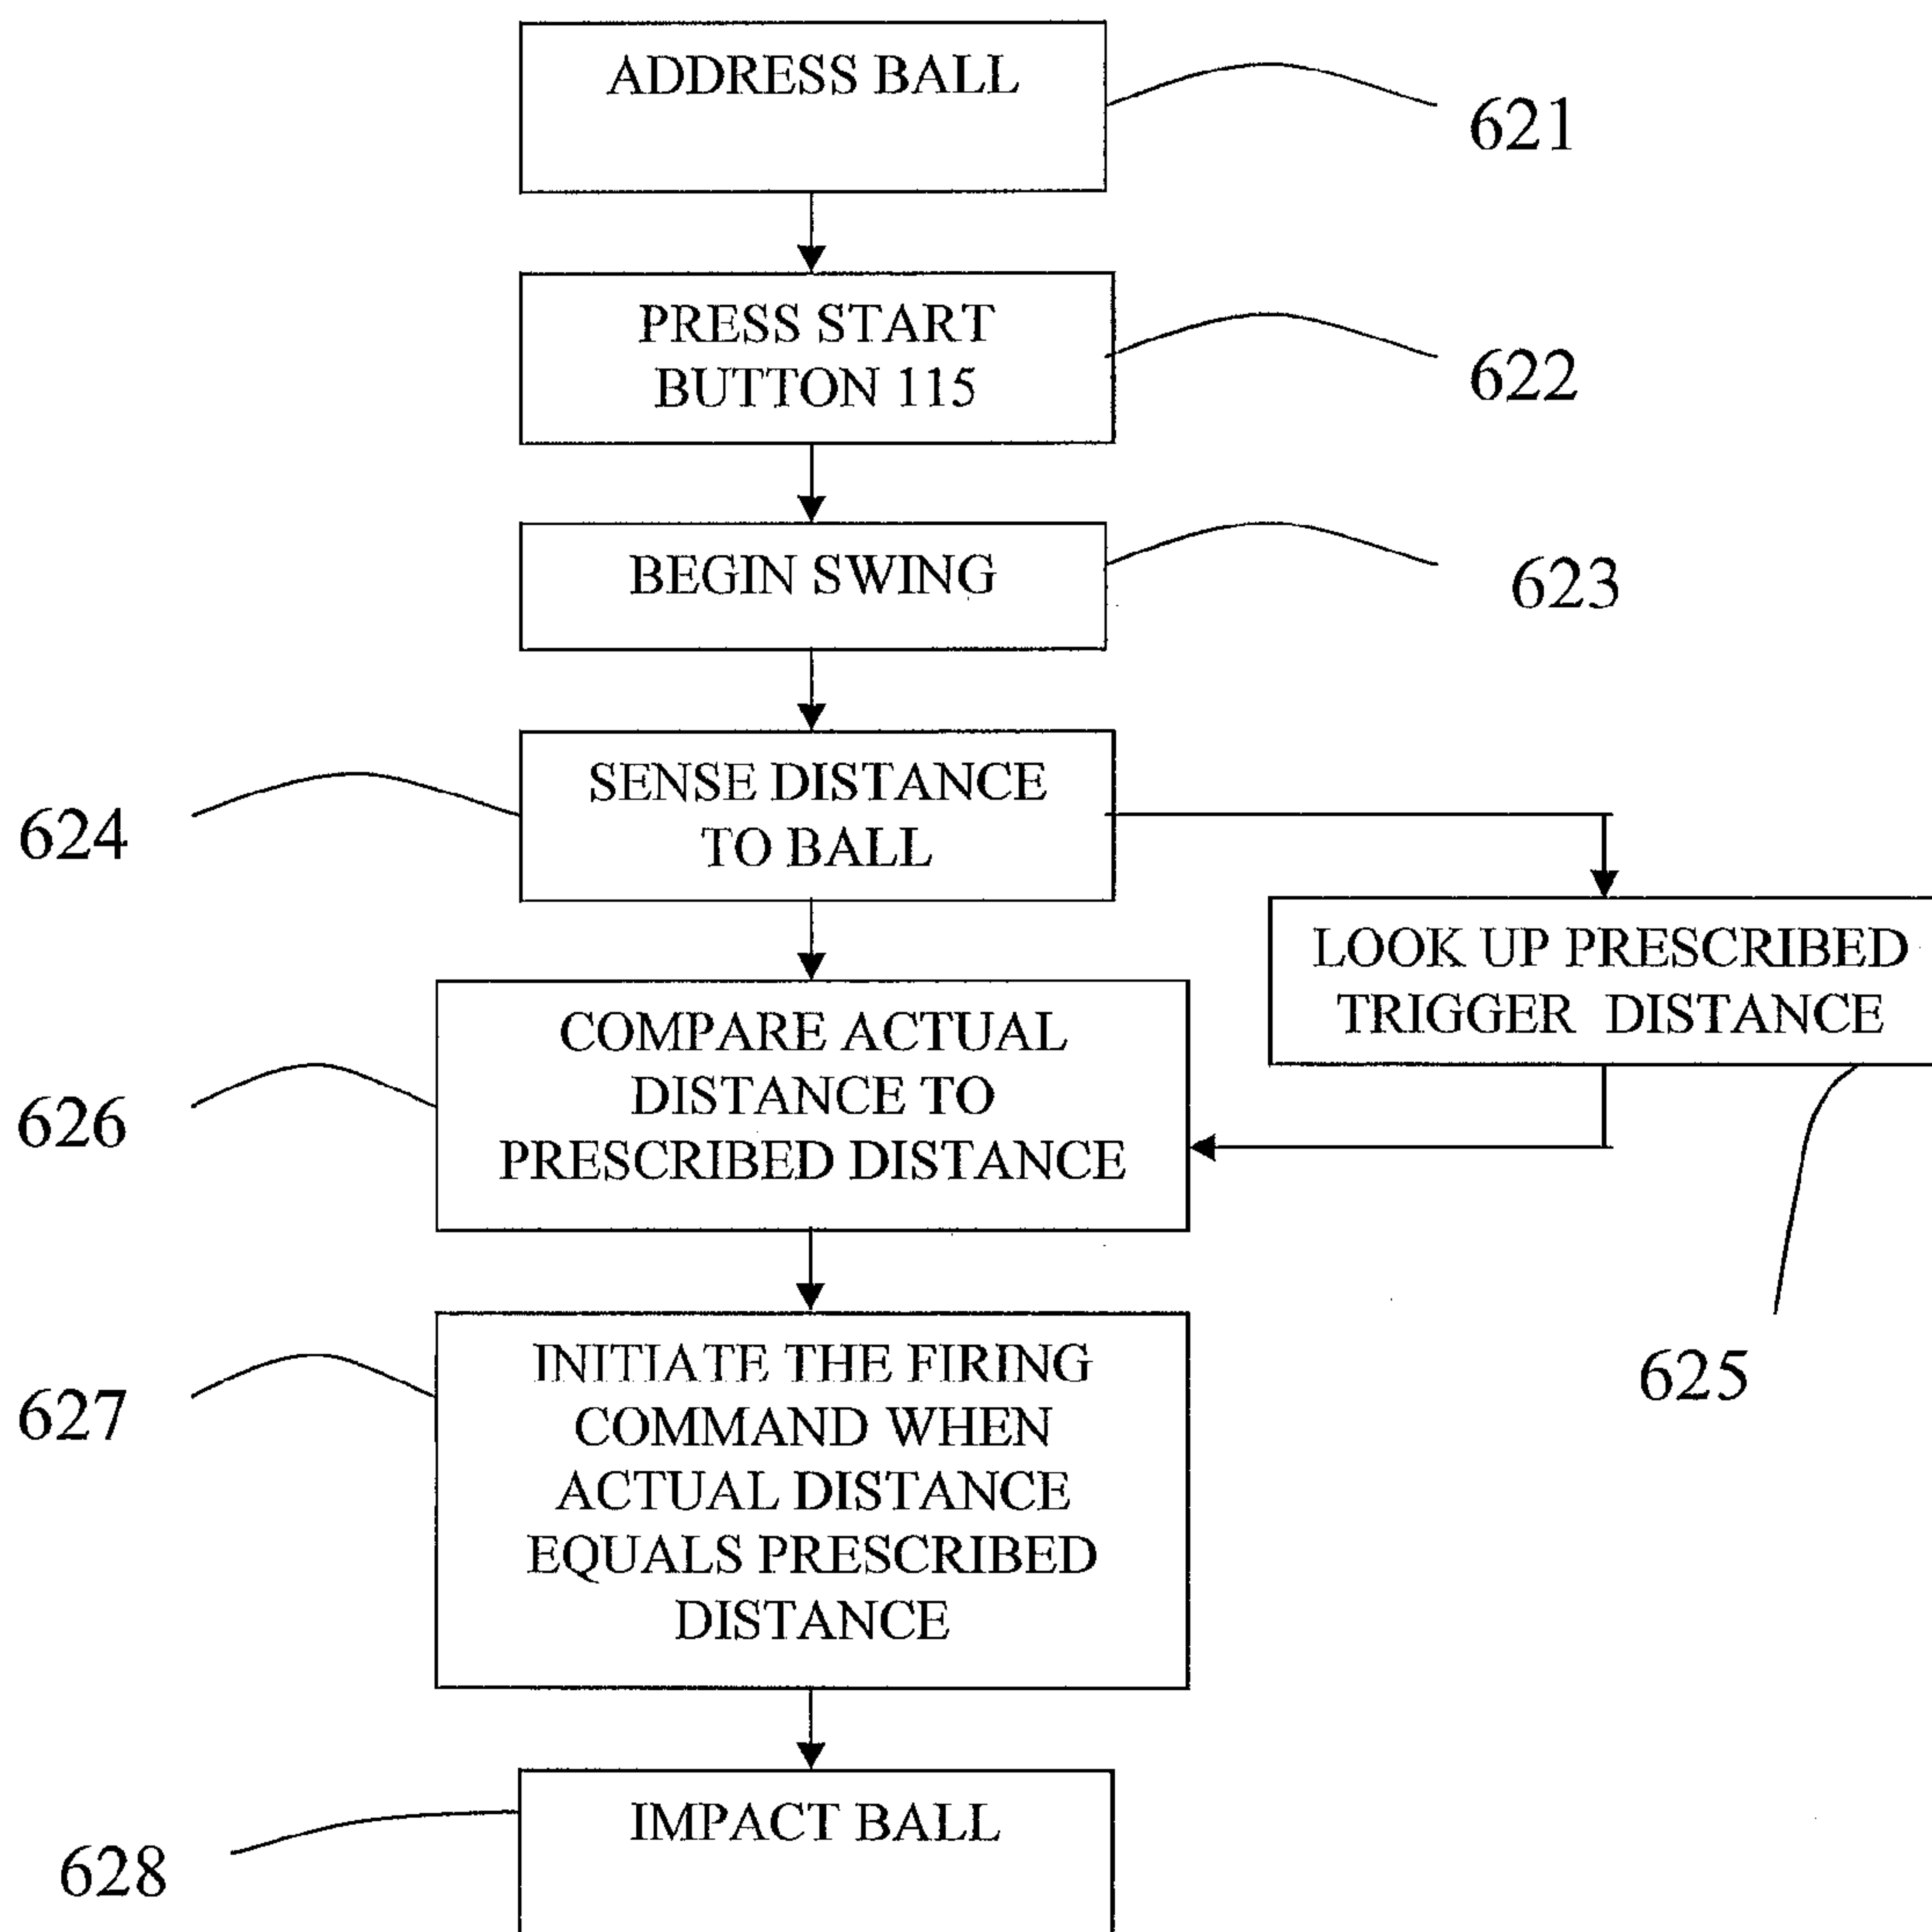 ADDRESS BALL
621
PRESS START
BUTTON 115
622
BEGIN SWING
623
SENSE DISTANCE
TO BALL
624
LOOK UP PRESCRIBED
TRIGGER DISTANCE
625
COMPARE ACTUAL
DISTANCE TO
PRESCRIBED DISTANCE
626
INITIATE THE FIRING
COMMAND WHEN
ACTUAL DISTANCE
EQUALS PRESCRIBED
DISTANCE
627
IMPACT BALL
628